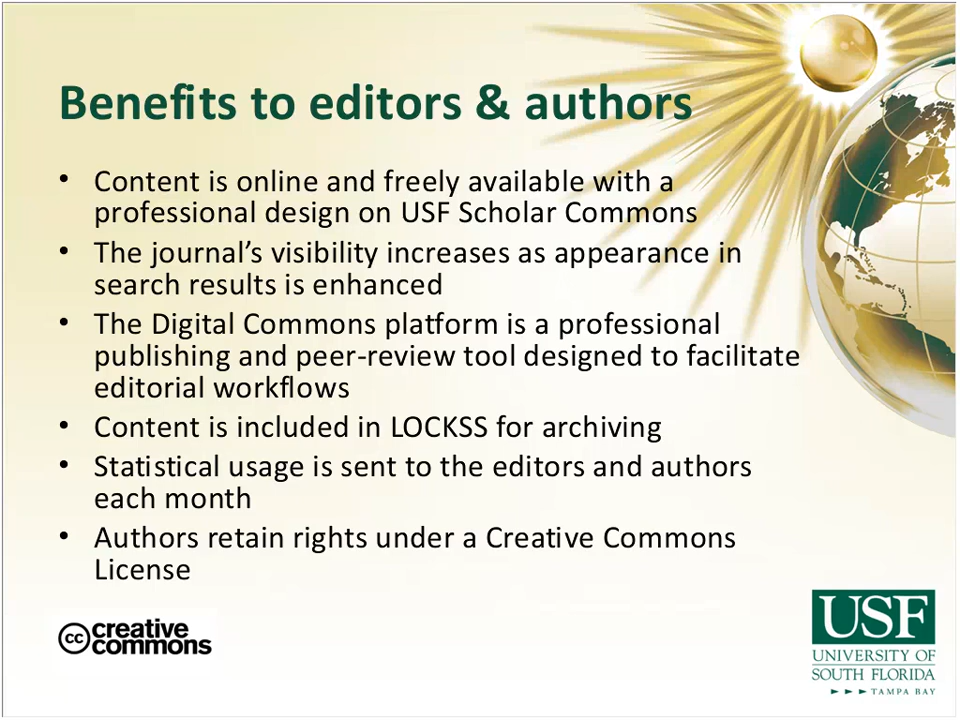 Benefits to editors & authors
• Content is online and freely available with a
professional design on USF Scholar Commons
• The journal’s visibility increases as appearance in
search results is enhanced
• The Digital Commons platform is a professional
publishing and peer-review tool designed to facilitate
editorial workflows
• Content is included in LOCKSS for archiving
• Statistical usage is sent to the editors and authors
each month
• Authors retain rights under a Creative Commons
License
cc creative
commons
USF
UNIVERSITY OF
SOUTH FLORIDA
TAMPA BAY